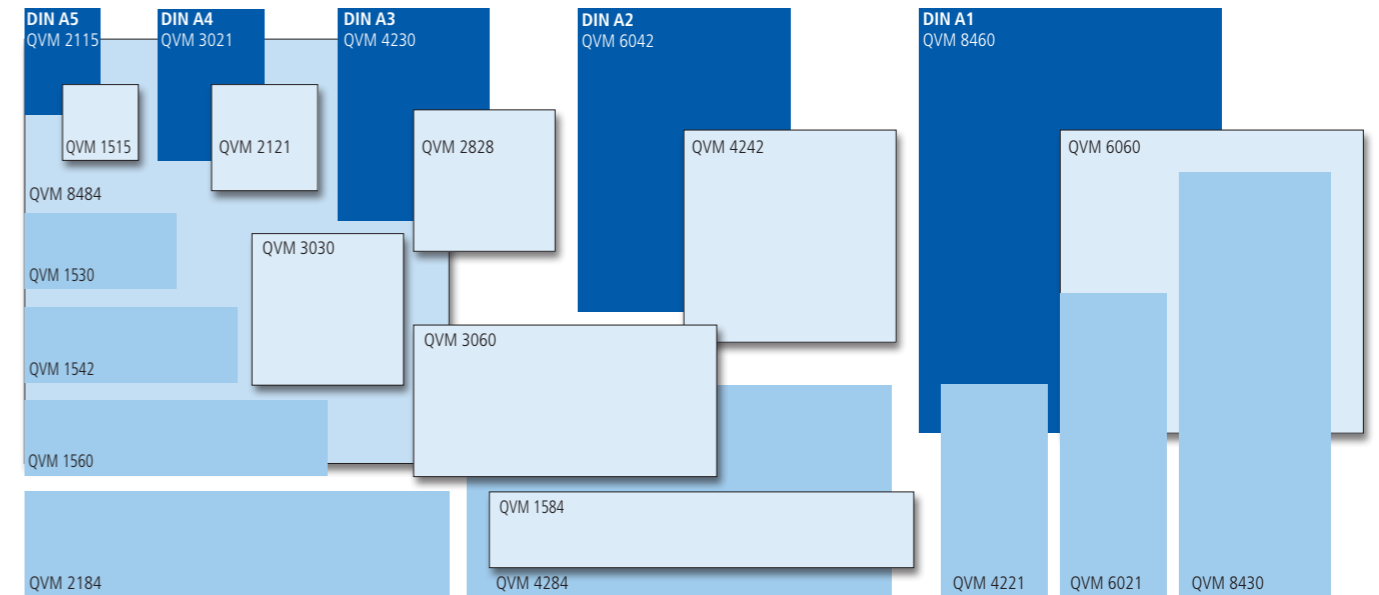 DIN A5
QVM 2115
DIN A4
QVM 3021
DIN A3
QVM 4230
DIN A2
QVM 6042
DIN A1
QVM 8460
QVM 1515
QVM 2121
QVM 2828
QVM 4242
QVM 6060
QVM 8484
QVM 3030
QVM 1530
QVM 3060
QVM 1542
QVM 1560
QVM 1584
QVM 2184
QVM 4284
QVM 4221
QVM 6021
QVM 8430